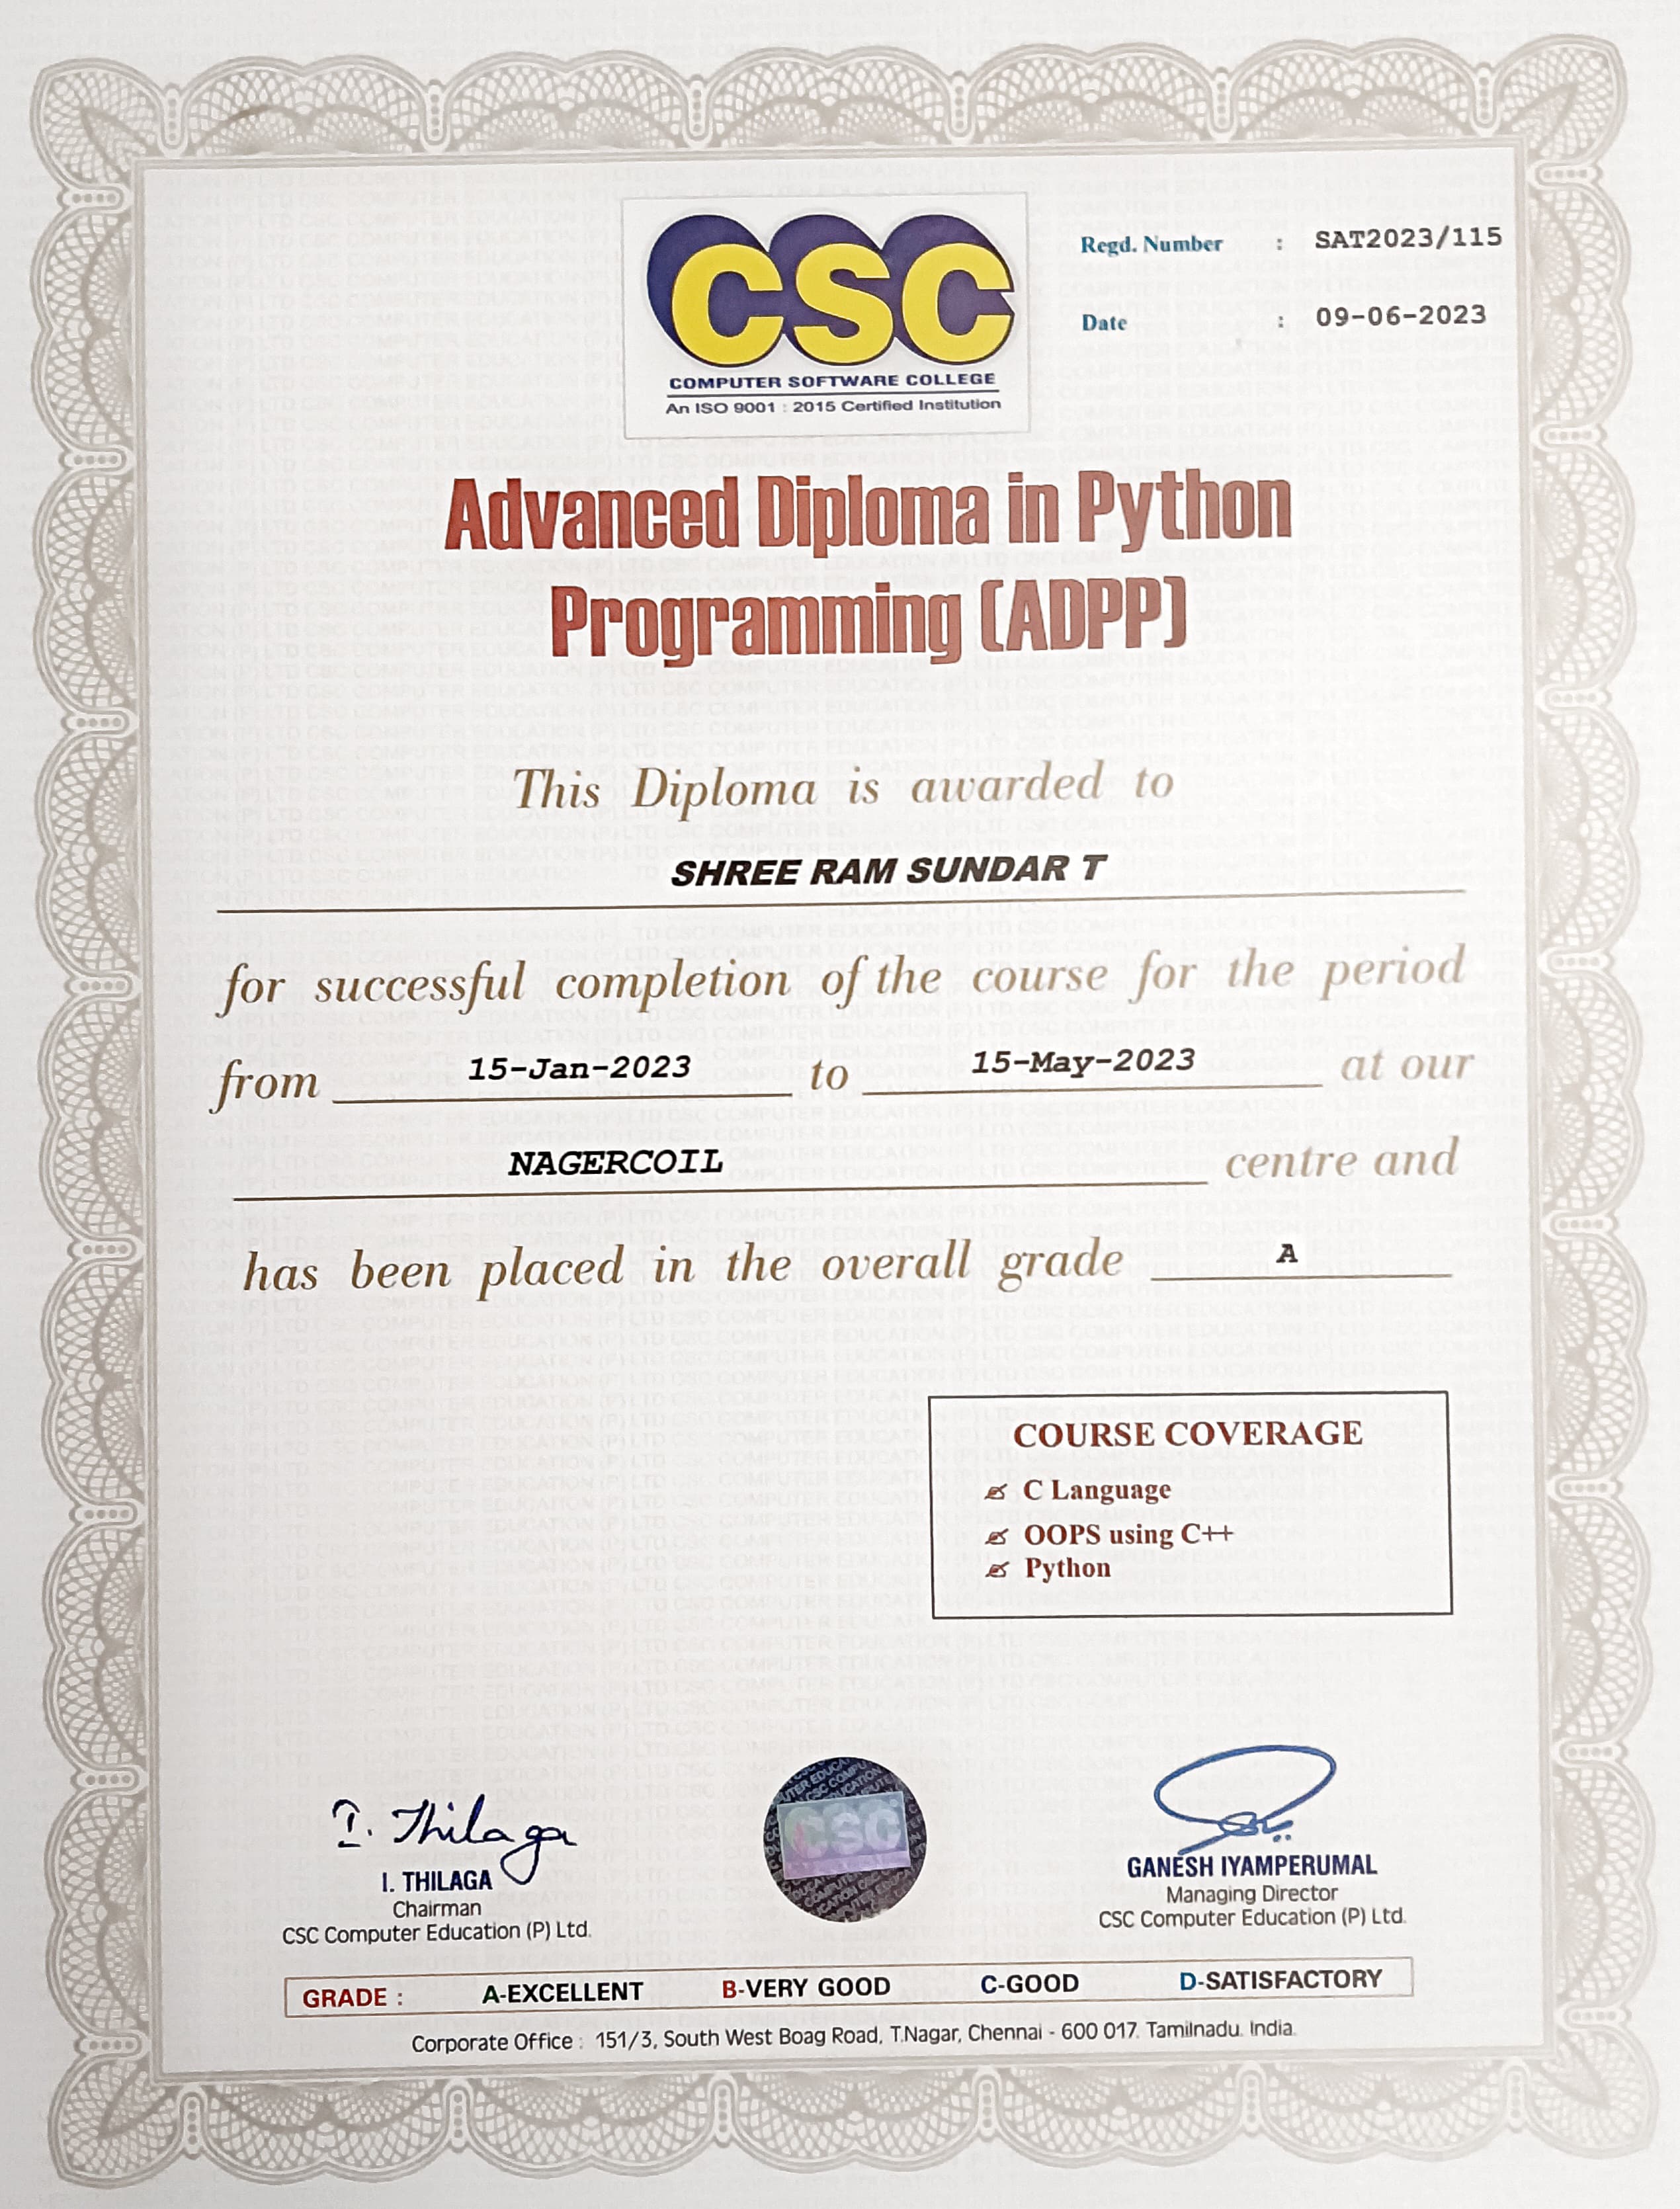 CSC
COMPUTER SOFTWARE COLLEGE
An ISO 9001 : 2015 Certified Institution
Regd. Number : SAT2023/115
Date : 09-06-2023
Advanced Diploma in Python
Programming (ADPP)
This Diploma is awarded to
SHREE RAM SUNDAR T
for successful completion of the course for the period
from 15-Jan-2023 to 15-May-2023 at our
NAGERCOIL centre and
has been placed in the overall grade A
COURSE COVERAGE
C Language
OOPS using C++
Python
I. Thilaga
I. THILAGA
Chairman
CSC Computer Education (P) Ltd.
CSC
GANESH IYAMPERUMAL
Managing Director
CSC Computer Education (P) Ltd.
GRADE : A-EXCELLENT B-VERY GOOD C-GOOD D-SATISFACTORY
Corporate Office : 151/3, South West Boag Road, T.Nagar, Chennai - 600 017. Tamilnadu. India.